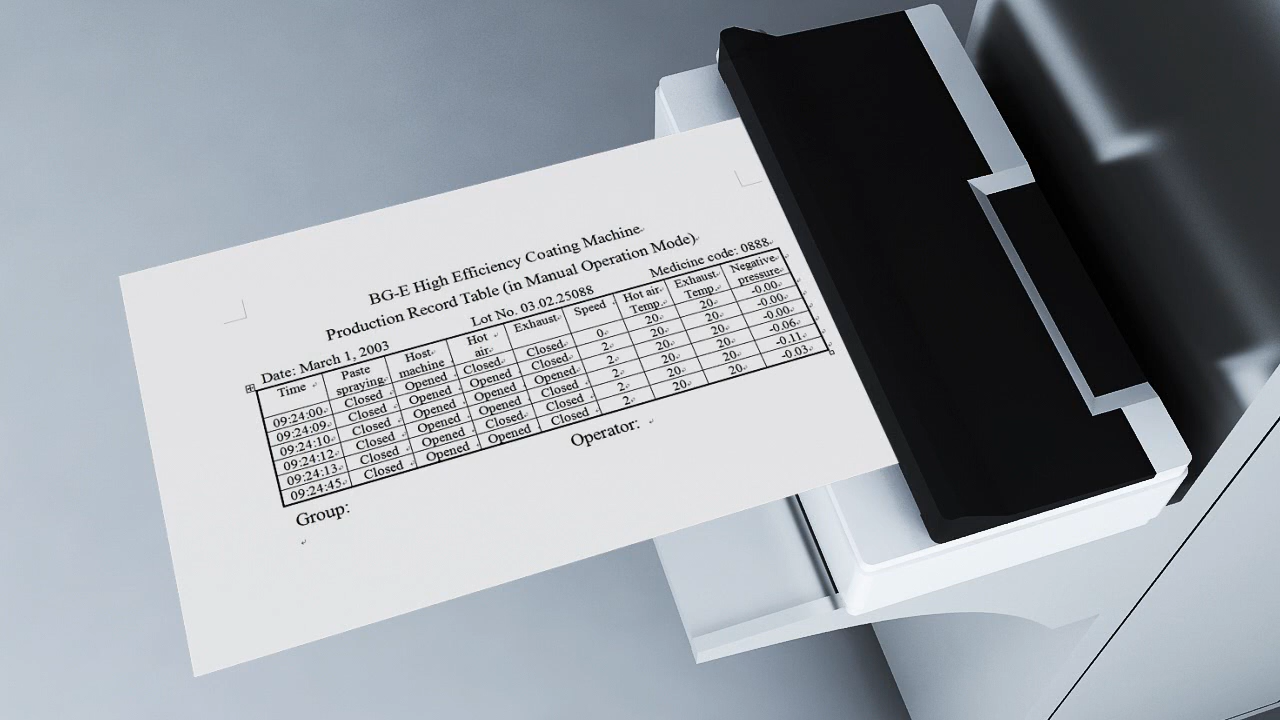 BG-E High Efficiency Coating Machine
Production Record Table (in Manual Operation Mode)
Date: March 1, 2003 Lot No. 03.02.25088 Medicine code: 0888
Time Paste spraying Host machine Hot air Exhaust Speed Hot air Temp. Exhaust Temp. Negative pressure
09:24:00 Closed Opened Closed Closed 0 20 20 -0.00
09:24:09 Closed Opened Opened Closed 2 20 20 -0.00
09:24:10 Closed Opened Opened Opened 2 20 20 -0.00
09:24:12 Closed Opened Opened Closed 2 20 20 -0.06
09:24:13 Closed Opened Closed Closed 2 20 20 -0.11
09:24:45 Closed Opened Opened Closed 2 20 20 -0.03
Group: Operator: